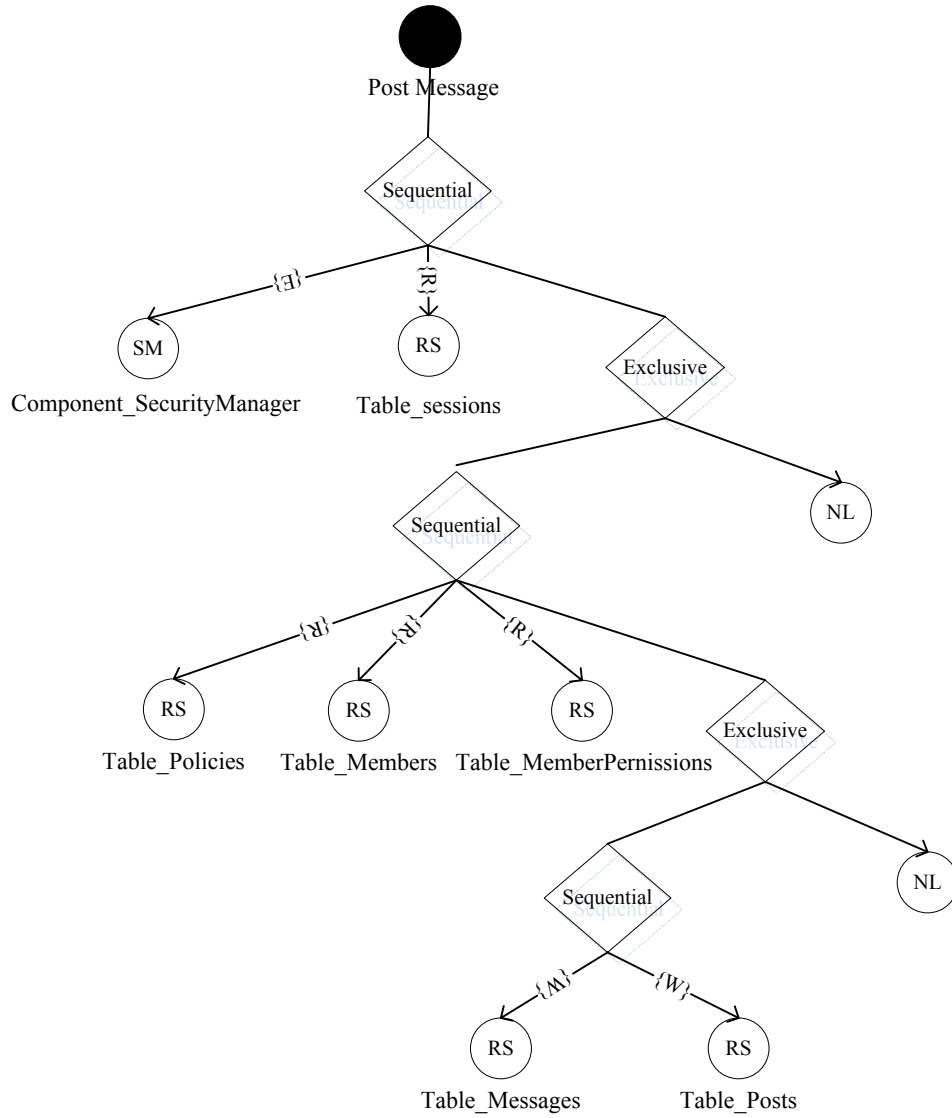 Post Message
Sequential
{E}
{R}
SM
RS
Exclusive
Component_SecurityManager
Table_sessions
NL
Sequential
{R}
{R}
{R}
RS
RS
RS
Exclusive
Table_Policies
Table_Members
Table_MemberPernissions
NL
Sequential
{W}
{W}
RS
RS
Table_Messages
Table_Posts